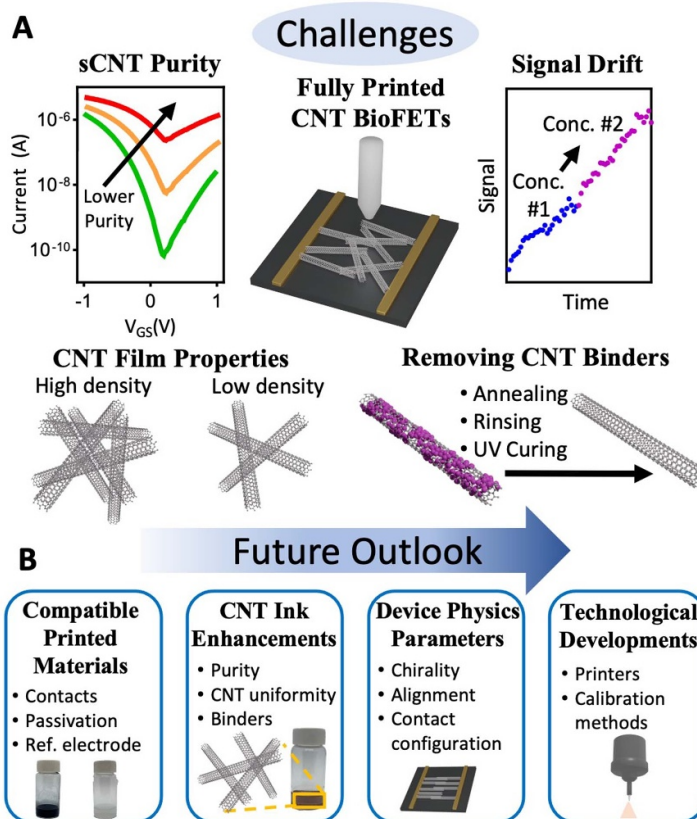 A
Challenges
sCNT Purity
Current (A)
10-6
10-8
10-10
Lower
Purity
-1
0
1
VGS(V)
Fully Printed
CNT BioFETs
Signal Drift
Signal
Conc. #2
Conc.
#1
Time
CNT Film Properties
High density
Low density
Removing CNT Binders
• Annealing
• Rinsing
• UV Curing
B
Future Outlook
Compatible
Printed
Materials
• Contacts
• Passivation
• Ref. electrode
CNT Ink
Enhancements
• Purity
• CNT uniformity
• Binders
Device Physics
Parameters
• Chirality
• Alignment
• Contact
configuration
Technological
Developments
• Printers
• Calibration
methods